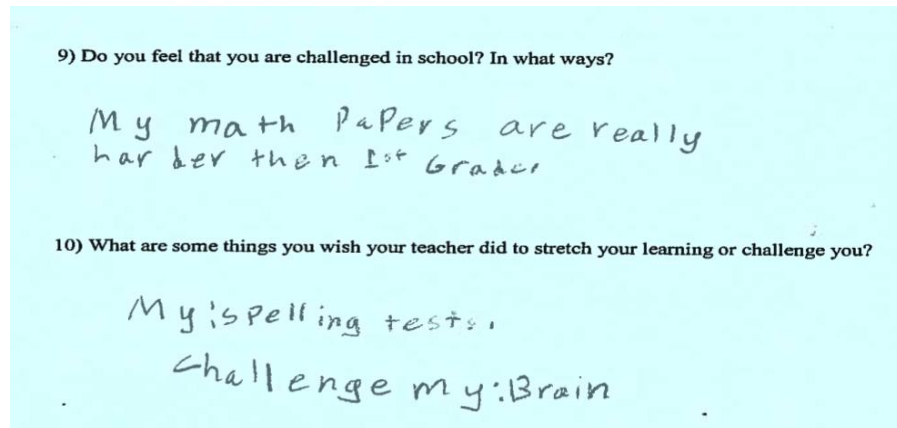 9) Do you feel that you are challenged in school? In what ways?
My math Papers are really
harder then 1st Grader
10) What are some things you wish your teacher did to stretch your learning or challenge you?
My spelling tests.
challenge my Brain